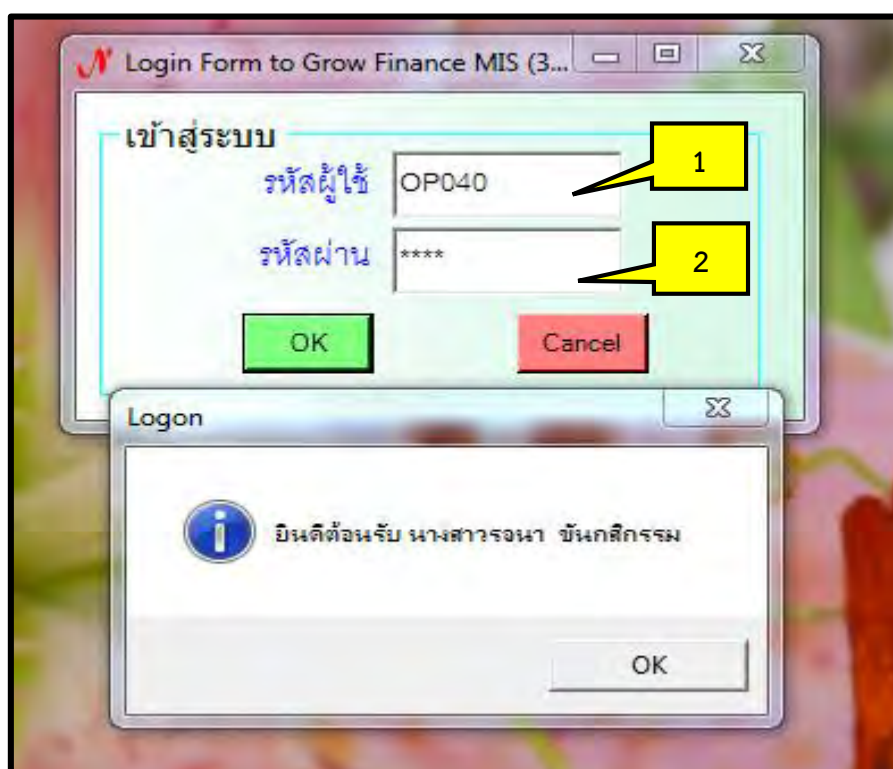 Login Form to Grow Finance MIS (3...
เข้าสู่ระบบ
รหัสผู้ใช้ OP040 1
รหัสผ่าน **** 2
OK Cancel
Logon
ยินดีต้อนรับ นางสาวรจนา ขันกสิกรรม
OK